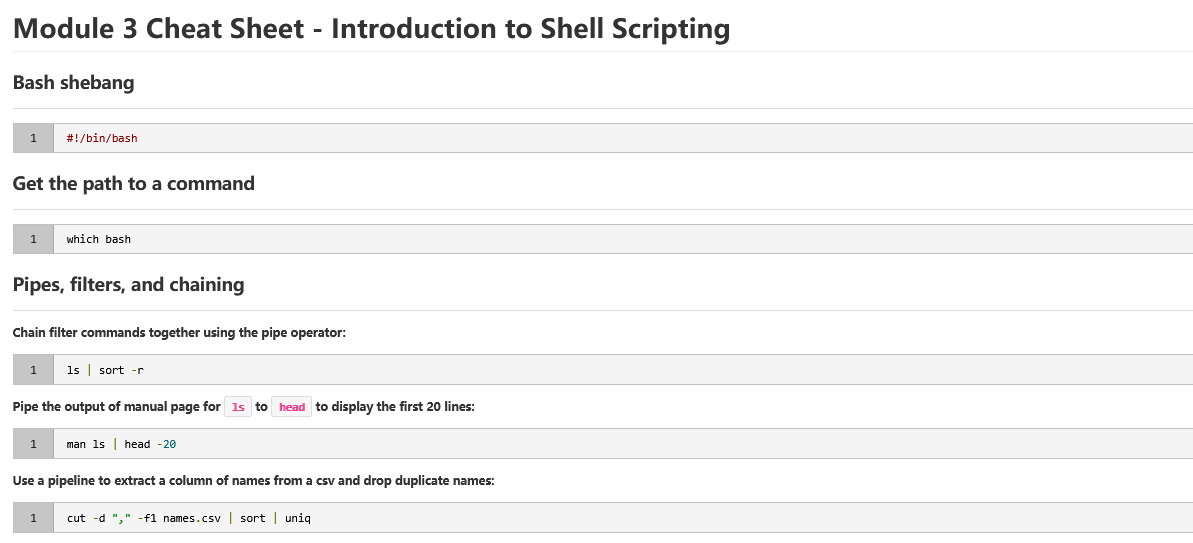 Module 3 Cheat Sheet - Introduction to Shell Scripting
Bash shebang
1 #!/bin/bash
Get the path to a command
1 which bash
Pipes, filters, and chaining
Chain filter commands together using the pipe operator:
1 ls | sort -r
Pipe the output of manual page for ls to head to display the first 20 lines:
1 man ls | head -20
Use a pipeline to extract a column of names from a csv and drop duplicate names:
1 cut -d "," -f1 names.csv | sort | uniq